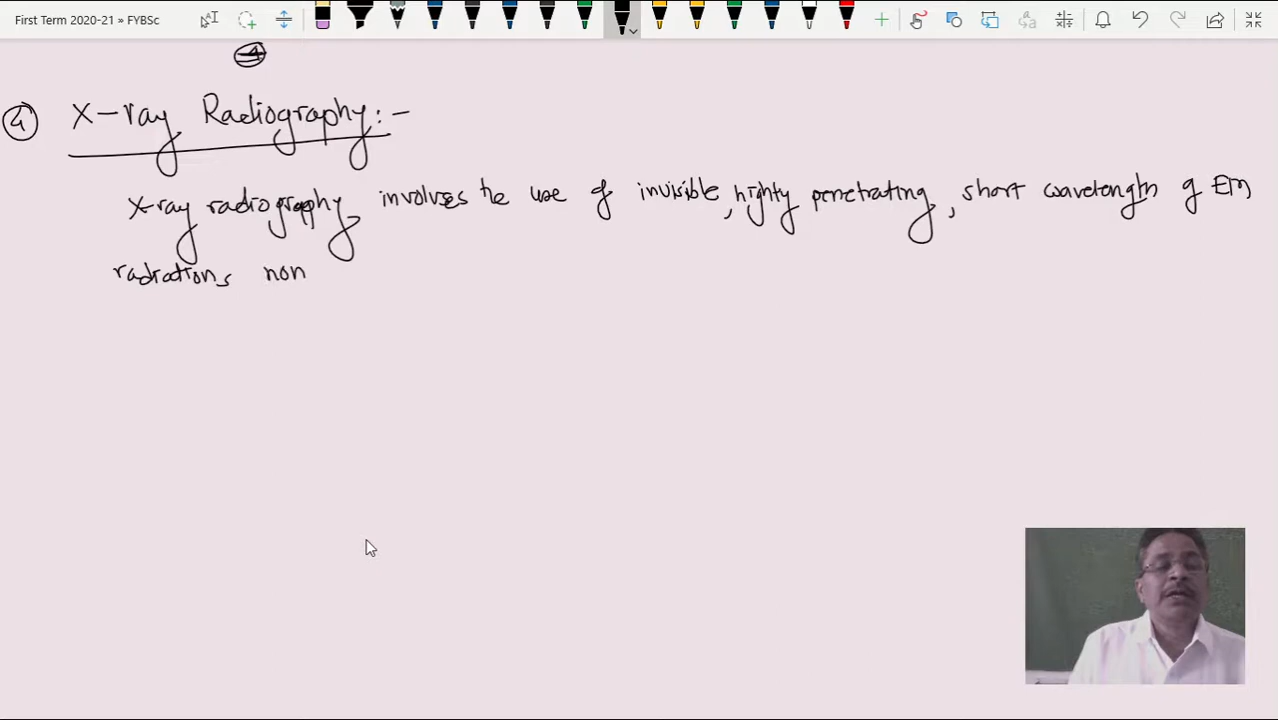 First Term 2020-21 » FYBSc
4
④ X-ray Radiography:-
X-ray radiography involves the use of invisible, highty penetrating, short wavelength of EM
radiations non